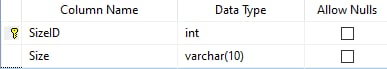 Column Name Data Type Allow Nulls
SizeID int
Size varchar(10)